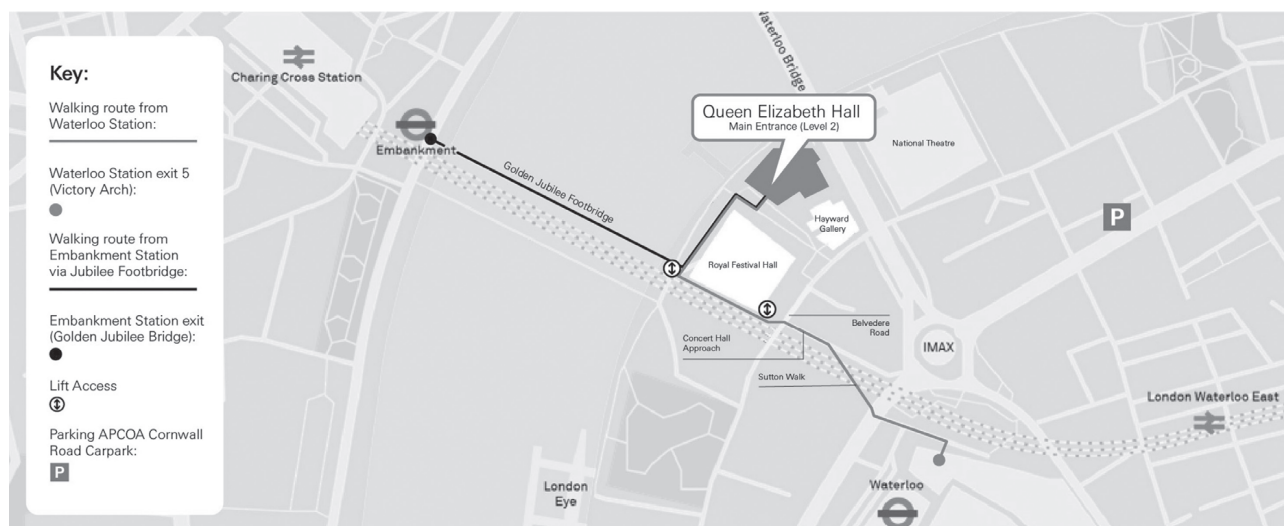 Key:
Walking route from
Waterloo Station:
Waterloo Station exit 5
(Victory Arch):
Walking route from
Embankment Station
via Jubilee Footbridge:
Embankment Station exit
(Golden Jubilee Bridge):
Lift Access
Parking APCOA Cornwall
Road Carpark:
P
Charing Cross Station
Embankment
Golden Jubilee Footbridge
Waterloo Bridge
Queen Elizabeth Hall
Main Entrance (Level 2)
National Theatre
Hayward
Gallery
P
Royal Festival Hall
Belvedere
Road
Concert Hall
Approach
Sutton Walk
IMAX
London Waterloo East
London
Eye
Waterloo